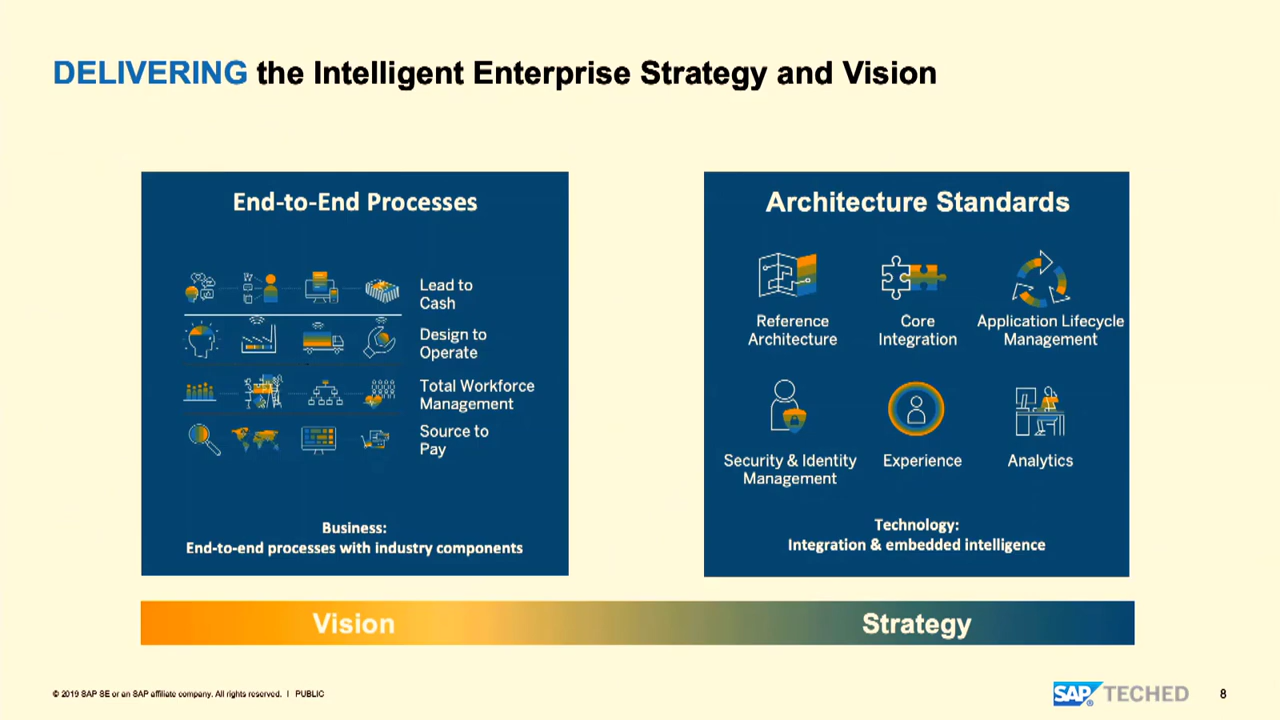 DELIVERING the Intelligent Enterprise Strategy and Vision
End-to-End Processes
Lead to
Cash
Design to
Operate
Total Workforce
Management
Source to
Pay
Business:
End-to-end processes with industry components
Architecture Standards
Reference
Architecture
Core
Integration
Application Lifecycle
Management
Security & Identity
Management
Experience
Analytics
Technology:
Integration & embedded intelligence
Vision
Strategy
© 2019 SAP SE or an SAP affiliate company. All rights reserved. | PUBLIC
SAP® TECHED
8